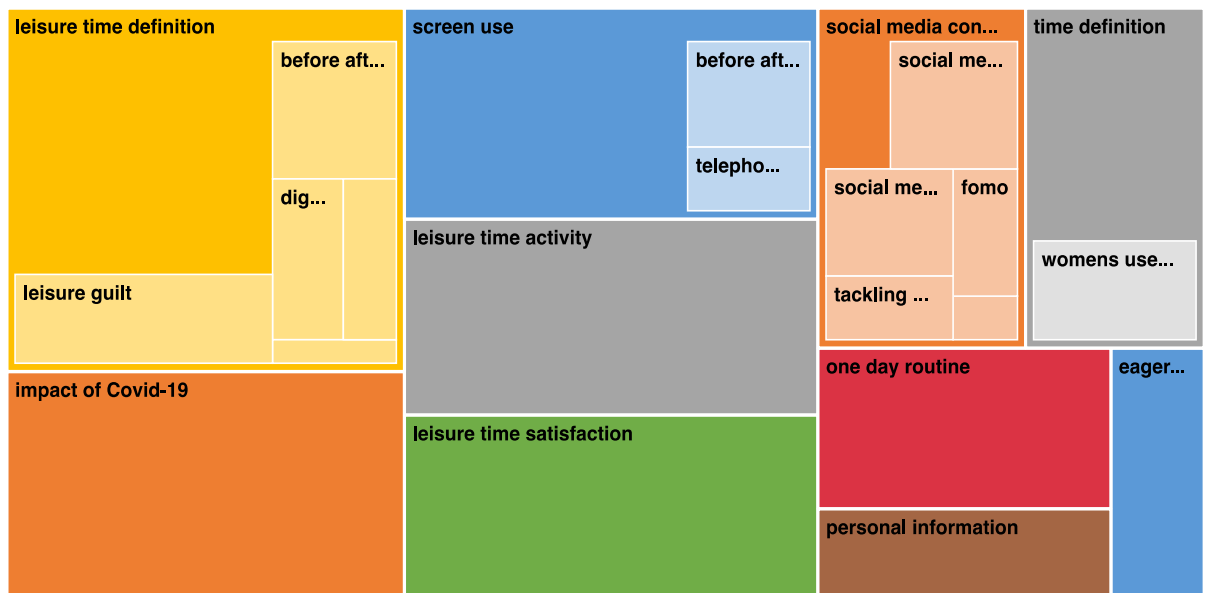 leisure time definition
before aft...
dig...
leisure guilt
impact of Covid-19
screen use
before aft...
telepho...
leisure time activity
leisure time satisfaction
social media con...
social me...
social me...
fomo
tackling ...
time definition
womens use...
one day routine
eager...
personal information